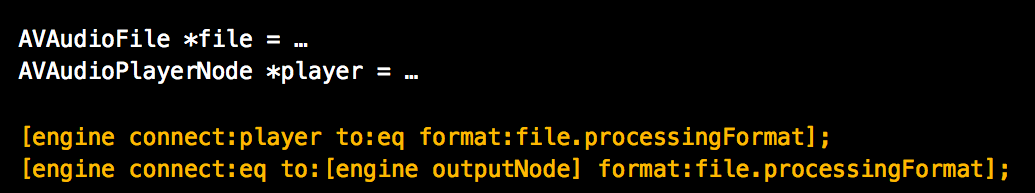 AVAudioFile *file = …
AVAudioPlayerNode *player = …
[engine connect:player to:eq format:file.processingFormat];
[engine connect:eq to:[engine outputNode] format:file.processingFormat];